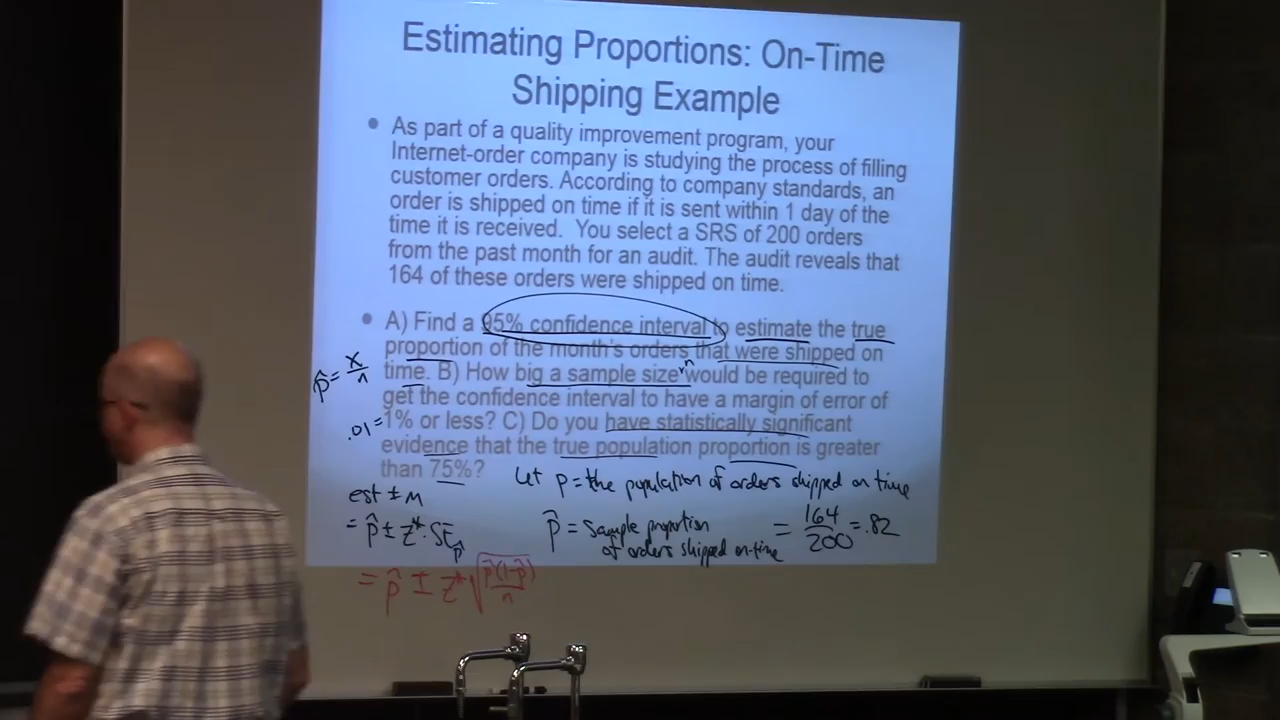 Estimating Proportions: On-Time
Shipping Example
• As part of a quality improvement program, your
Internet-order company is studying the process of filling
customer orders. According to company standards, an
order is shipped on time if it is sent within 1 day of the
time it is received. You select a SRS of 200 orders
from the past month for an audit. The audit reveals that
164 of these orders were shipped on time.
• A) Find a 95% confidence interval to estimate the true
proportion of the month's orders that were shipped on
time. B) How big a sample size would be required to
get the confidence interval to have a margin of error of
1% or less? C) Do you have statistically significant
evidence that the true population proportion is greater
than 75%?
p̂ = x/n
"n"
.01 =
Let p = the population of orders shipped on time
est ± M
= p̂ ± z* · SE_p̂
p̂ = sample proportion
of orders shipped on-time
= 164/200 = .82
= p̂ ± z* √(p̂(1-p̂)/n)